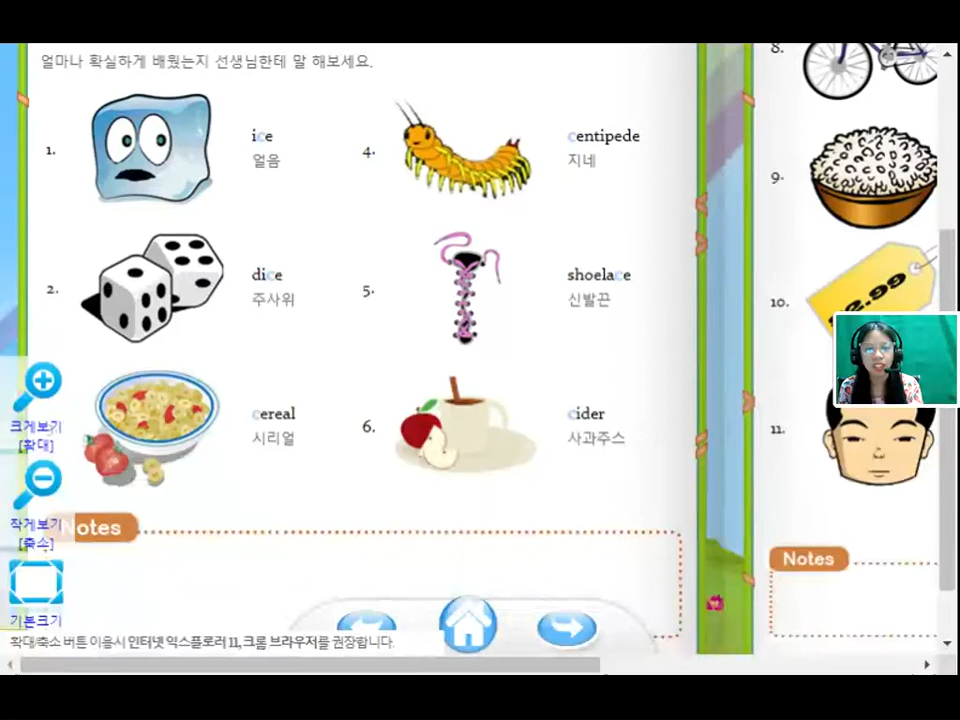 얼마나 확실하게 배웠는지 선생님한테 말 해보세요.
1.
ice
얼음
2.
dice
주사위
cereal
시리얼
4.
centipede
지네
5.
shoelace
신발끈
6.
cider
사과주스
Notes
8.
9.
10.
11.
Notes
크게보기
[확대]
작게보기
[축소]
기본크기
확대/축소 버튼 이용시 인터넷 익스플로러 11, 크롬 브라우저를 권장합니다.